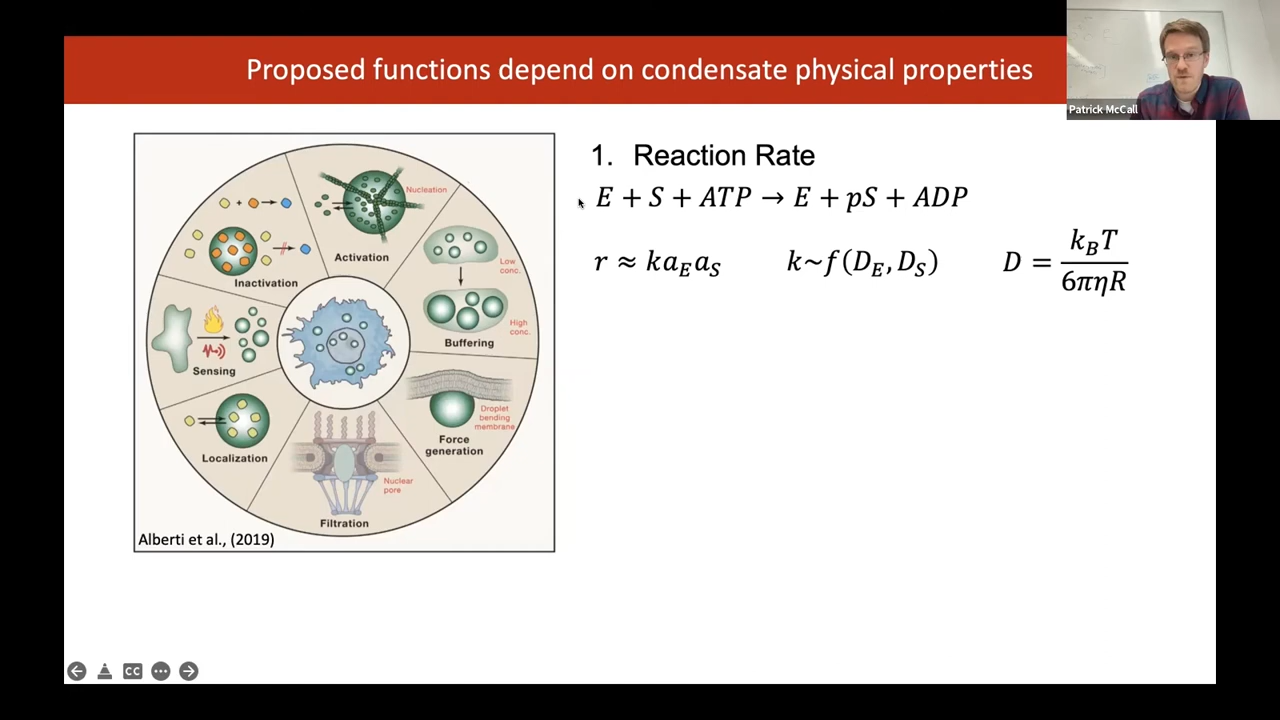 Proposed functions depend on condensate physical properties
Patrick McCall
Nucleation
Activation
Inactivation
Low
conc.
High
conc.
Buffering
Sensing
Droplet
bending
membrane
Force
generation
Localization
Nuclear
pore
Filtration
Alberti et al., (2019)
1. Reaction Rate
E + S + ATP → E + pS + ADP
r ≈ ka_E a_S
k~f(D_E, D_S)
D = k_BT / 6πηR
CC